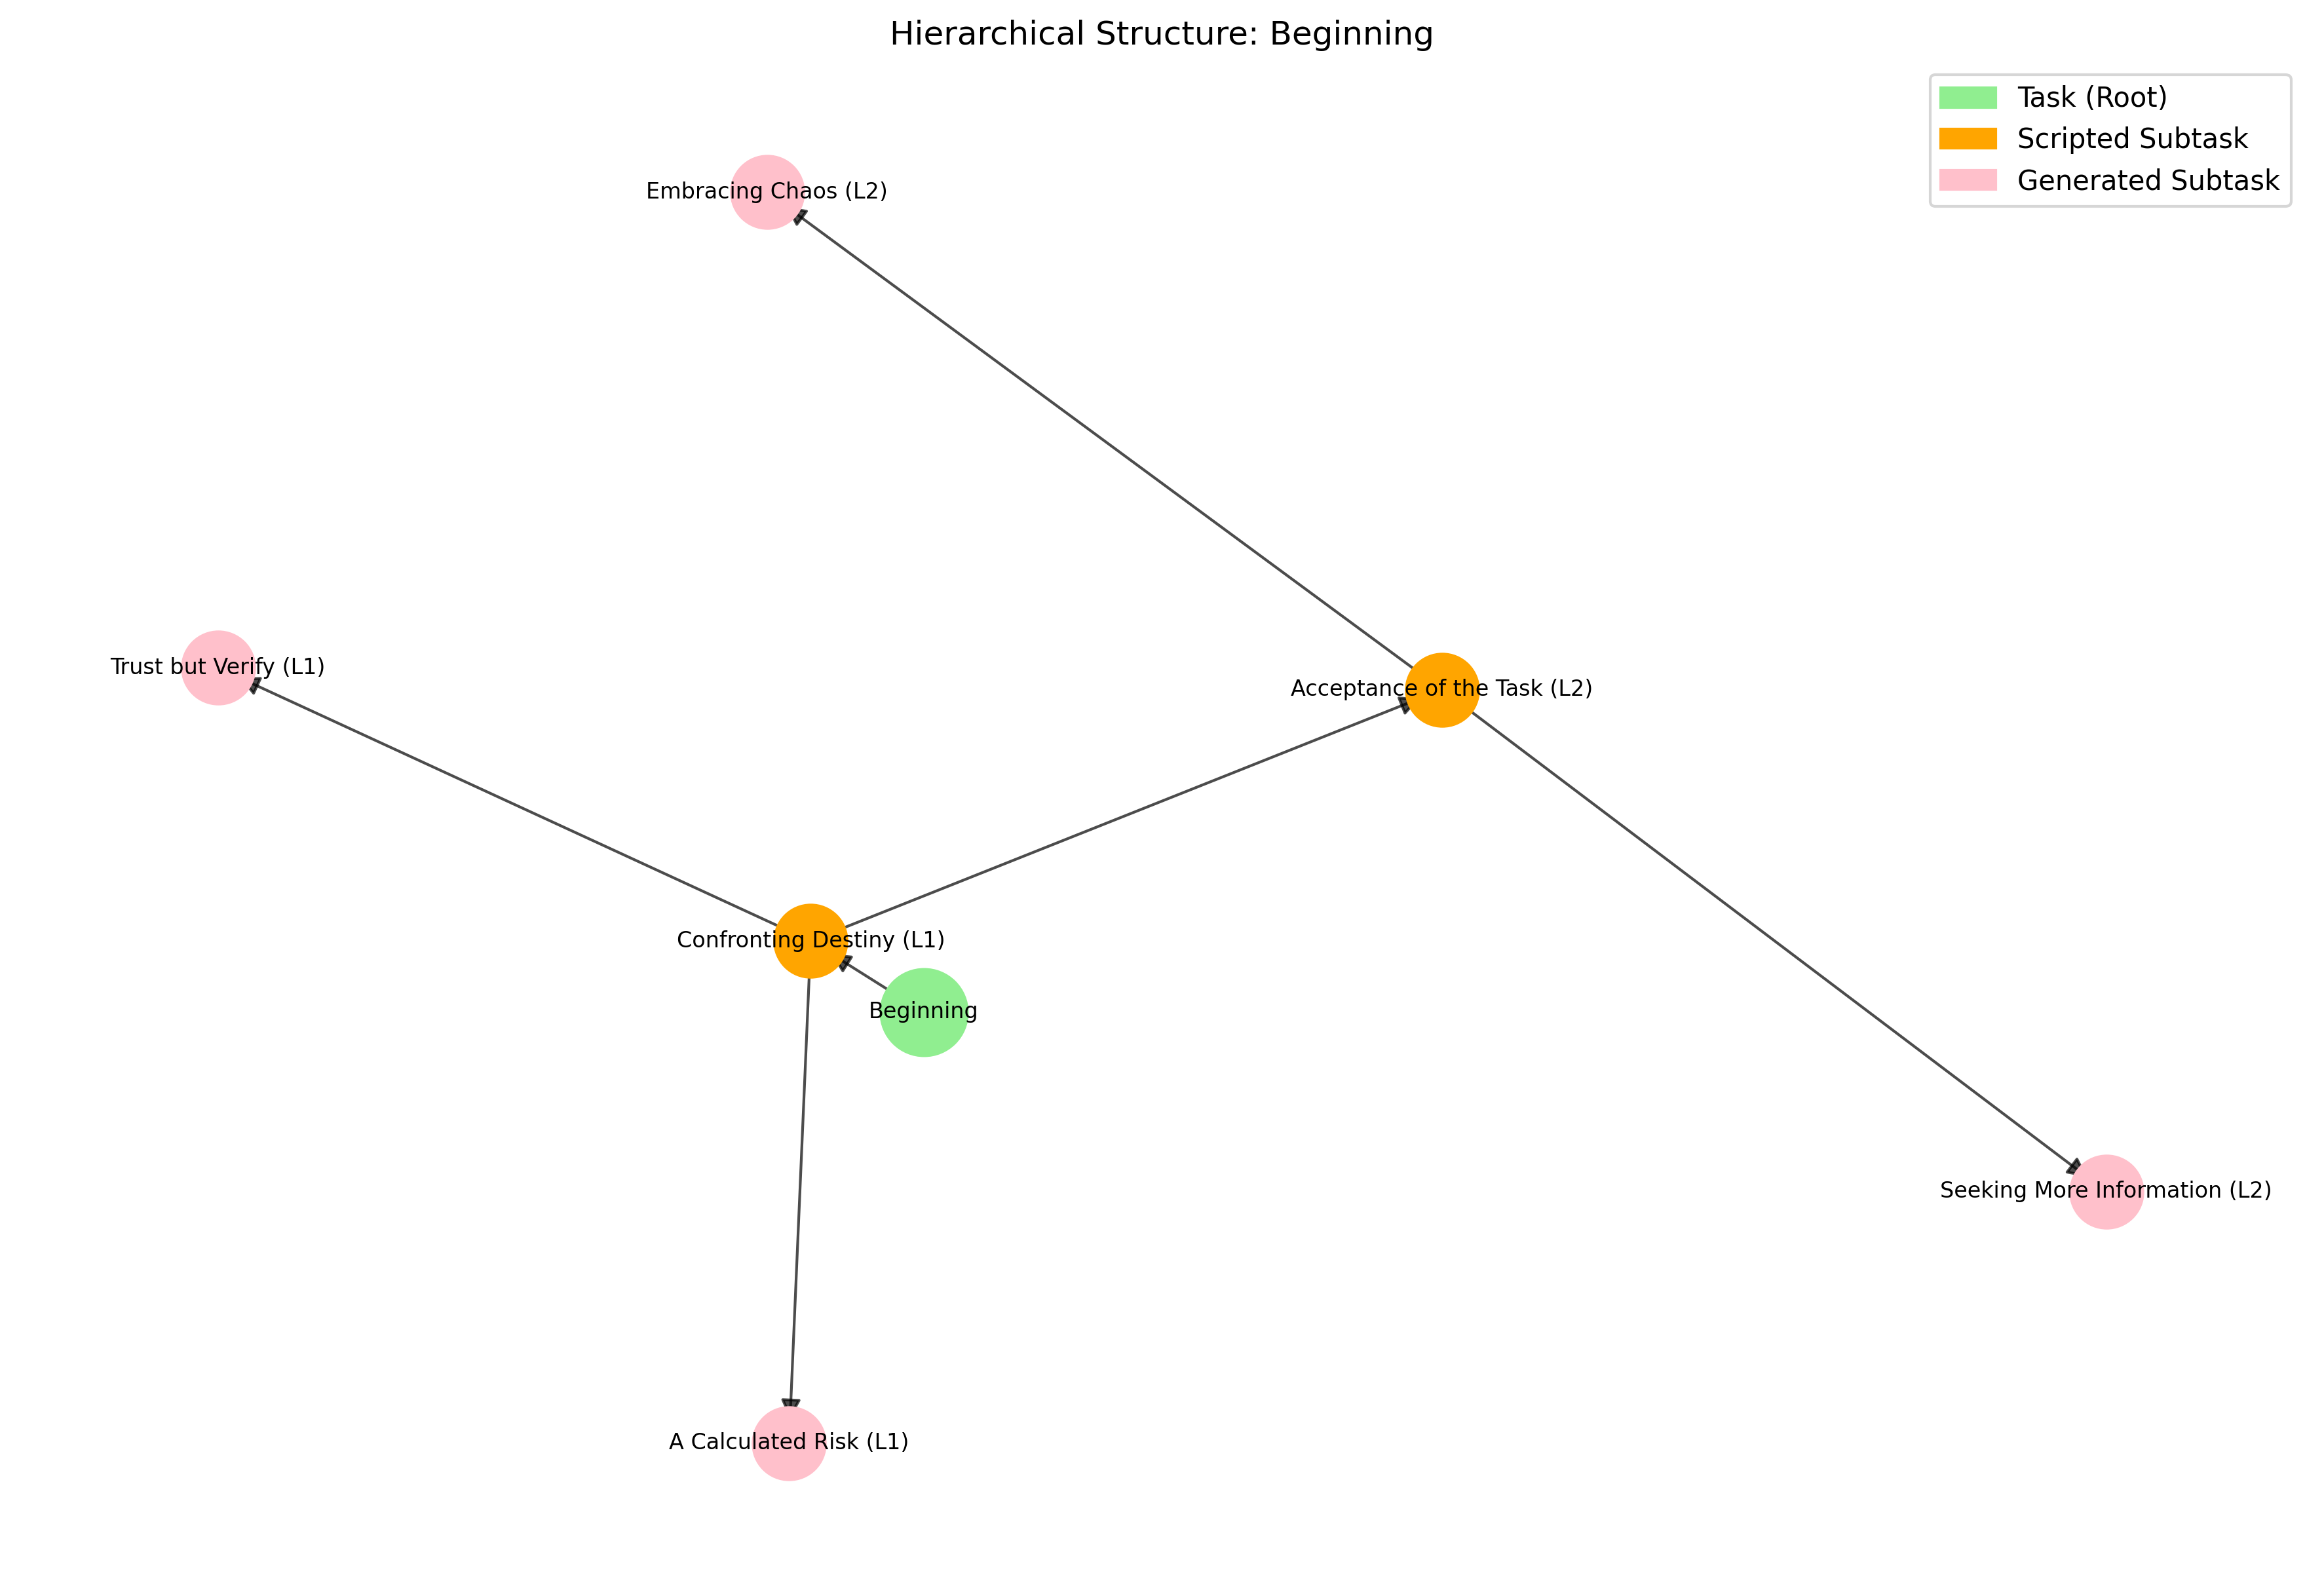 Hierarchical Structure: Beginning
Task (Root)
Scripted Subtask
Generated Subtask
Embracing Chaos (L2)
Trust but Verify (L1)
Acceptance of the Task (L2)
Confronting Destiny (L1)
Beginning
Seeking More Information (L2)
A Calculated Risk (L1)